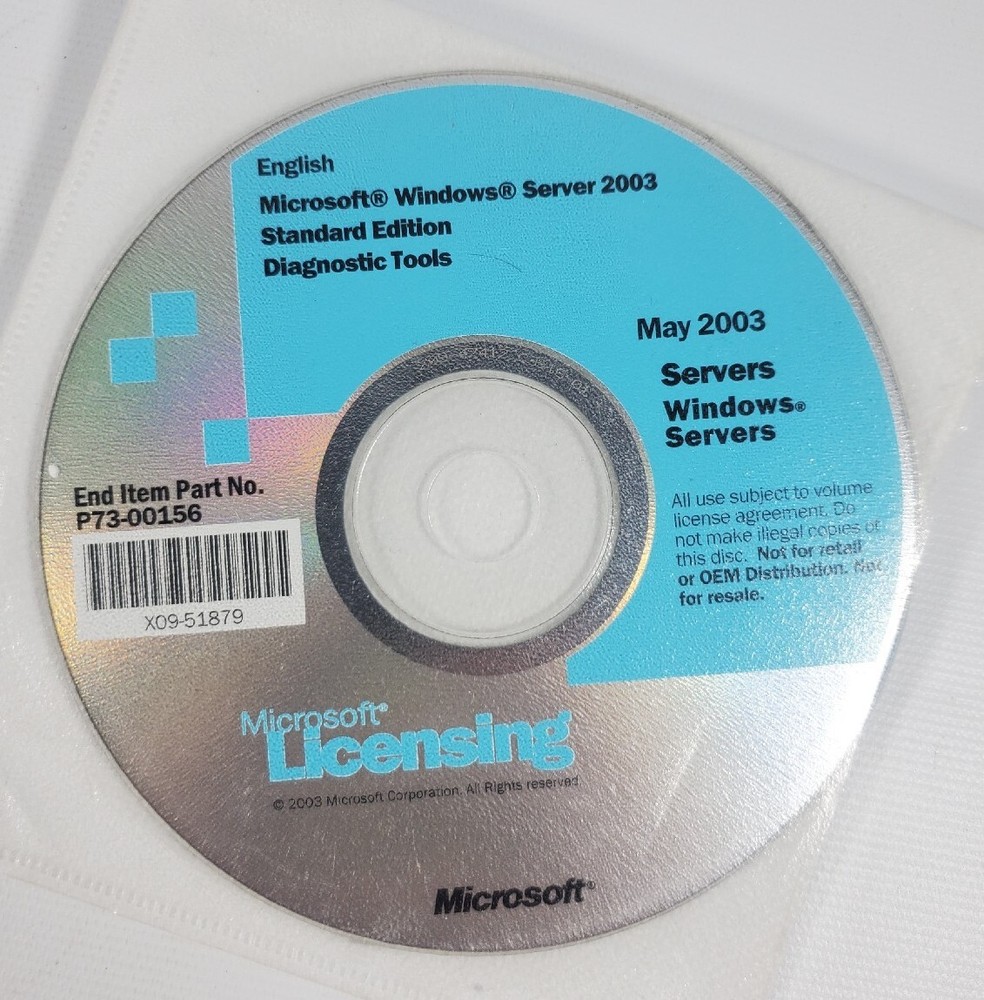 English
Microsoft® Windows® Server 2003
Standard Edition
Diagnostic Tools
May 2003
Servers
Windows®
Servers
All use subject to volume
license agreement. Do
not make illegal copies of
this disc. Not for retail
or OEM Distribution. Not
for resale.
End Item Part No.
P73-00156
X09-51879
Microsoft®
Licensing
© 2003 Microsoft Corporation. All Rights reserved.
Microsoft®